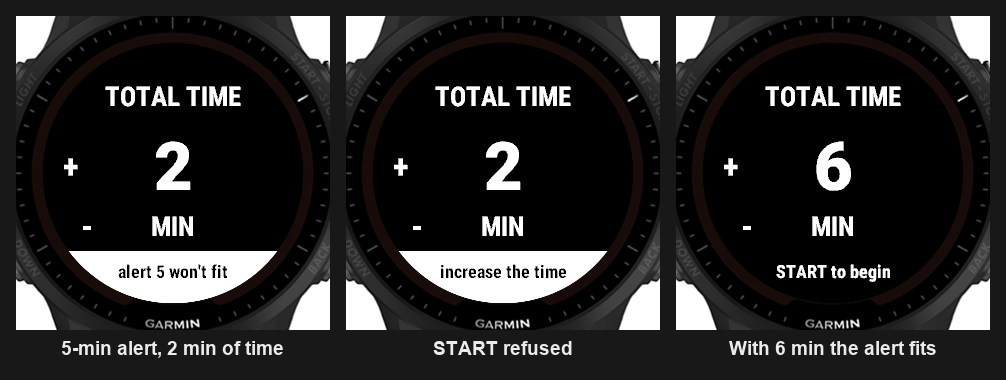 TOTAL TIME
+ 2
- MIN
alert 5 won't fit
GARMIN
5-min alert, 2 min of time
TOTAL TIME
+ 2
- MIN
increase the time
GARMIN
START refused
TOTAL TIME
+ 6
- MIN
START to begin
GARMIN
With 6 min the alert fits